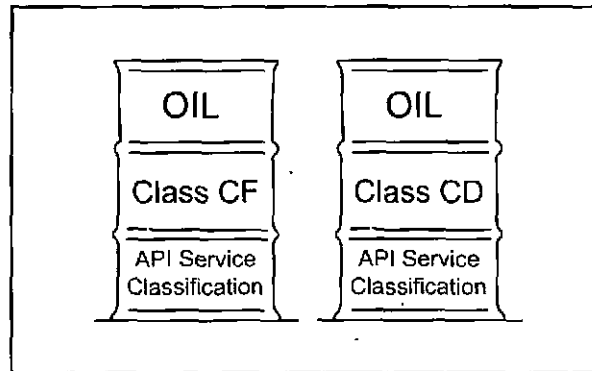 OIL
Class CF
API Service
Classification
OIL
Class CD
API Service
Classification